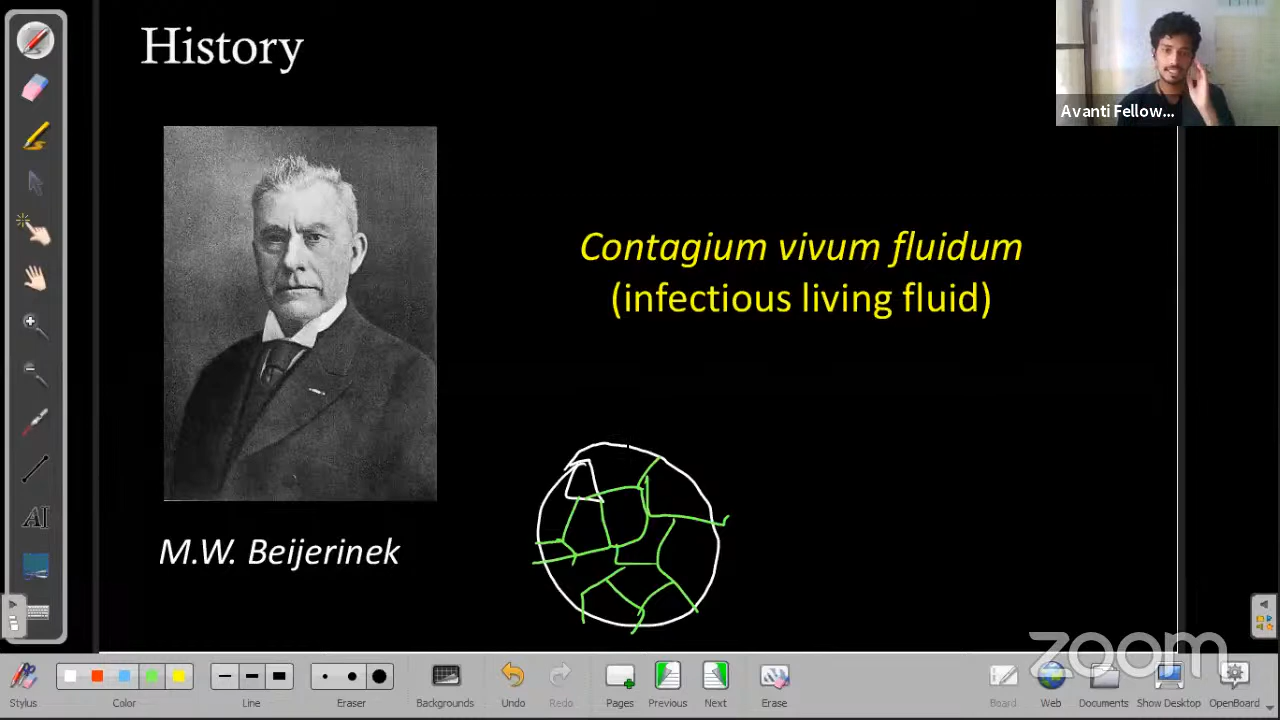 History
Avanti Fellow...
Contagium vivum fluidum
(infectious living fluid)
M.W. Beijerinek
zoom
Stylus
Color
Line
Eraser
Backgrounds
Undo
Redo
Pages
Previous
Next
Erase
Board
Web
Documents
Show Desktop
OpenBoard